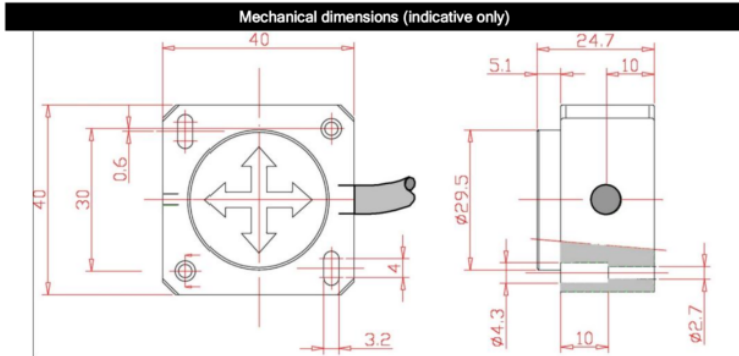 Mechanical dimensions (indicative only)
40
24.7
5.1
10
0.6
40
30
ø29.5
4
3.2
ø4.3
10
ø2.7